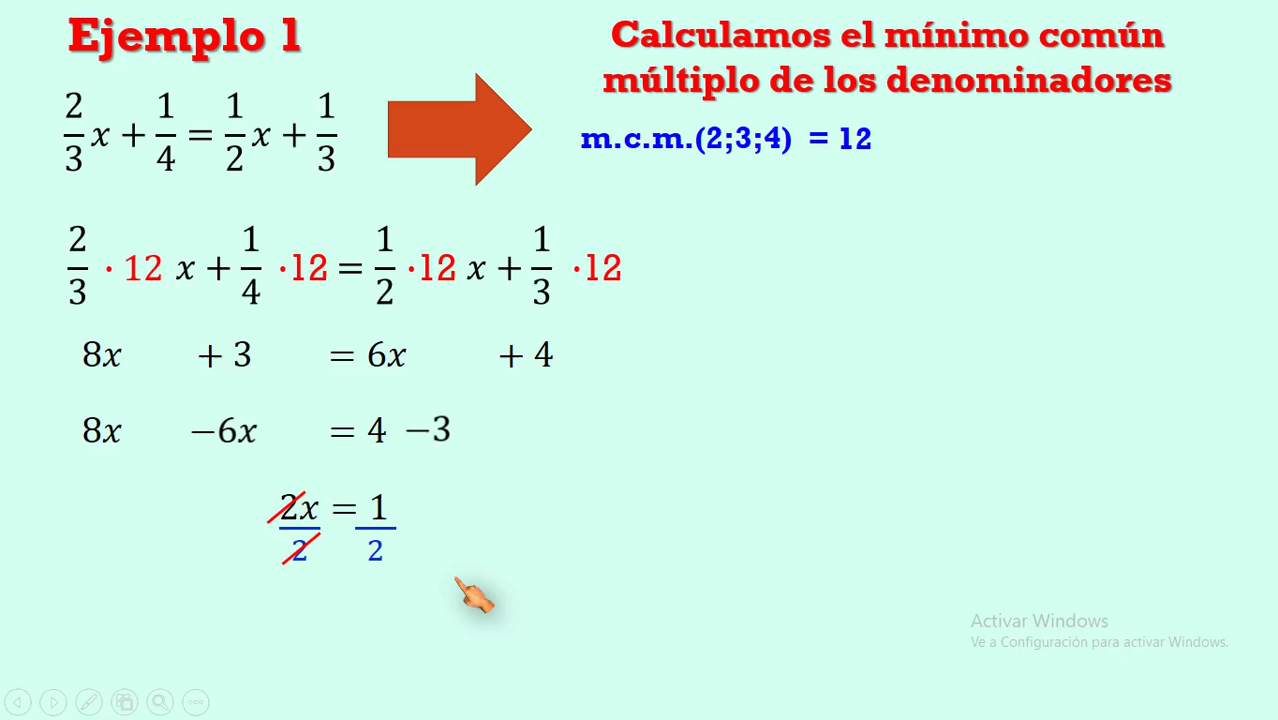 Ejemplo 1
Calculamos el mínimo común
múltiplo de los denominadores
2/3 x + 1/4 = 1/2 x + 1/3
m.c.m.(2;3;4) = 12
2/3 · 12 x + 1/4 · 12 = 1/2 · 12 x + 1/3 · 12
8x + 3 = 6x + 4
8x −6x = 4 −3
2x/2 = 1/2
Activar Windows
Ve a Configuración para activar Windows.